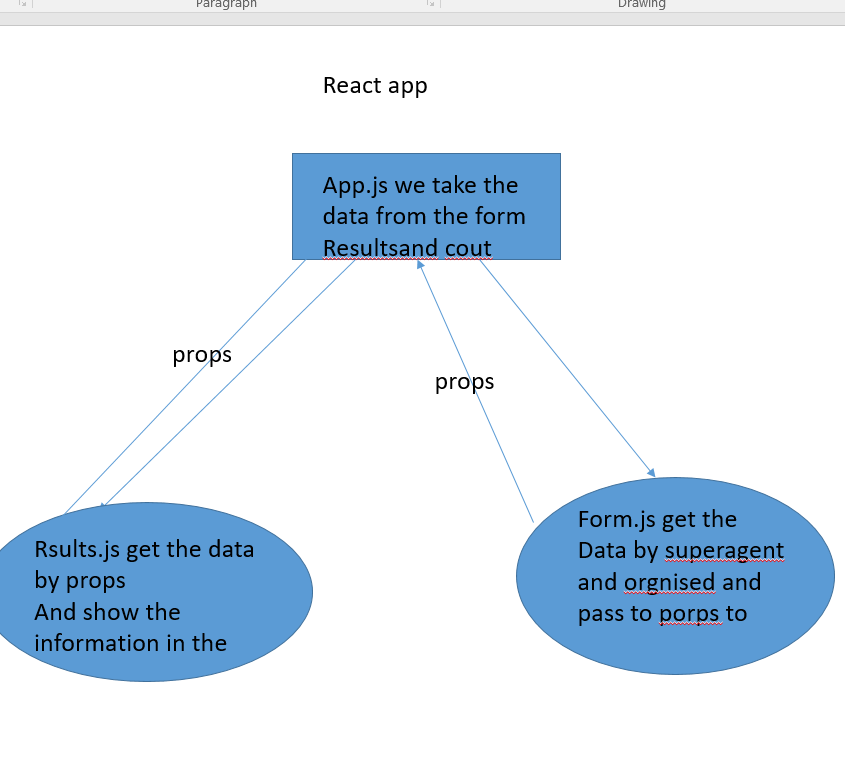 Paragraph
Drawing
React app
App.js we take the
data from the form
Resultsand cout
props
props
Rsults.js get the data
by props
And show the
information in the
Form.js get the
Data by superagent
and orgnised and
pass to porps to